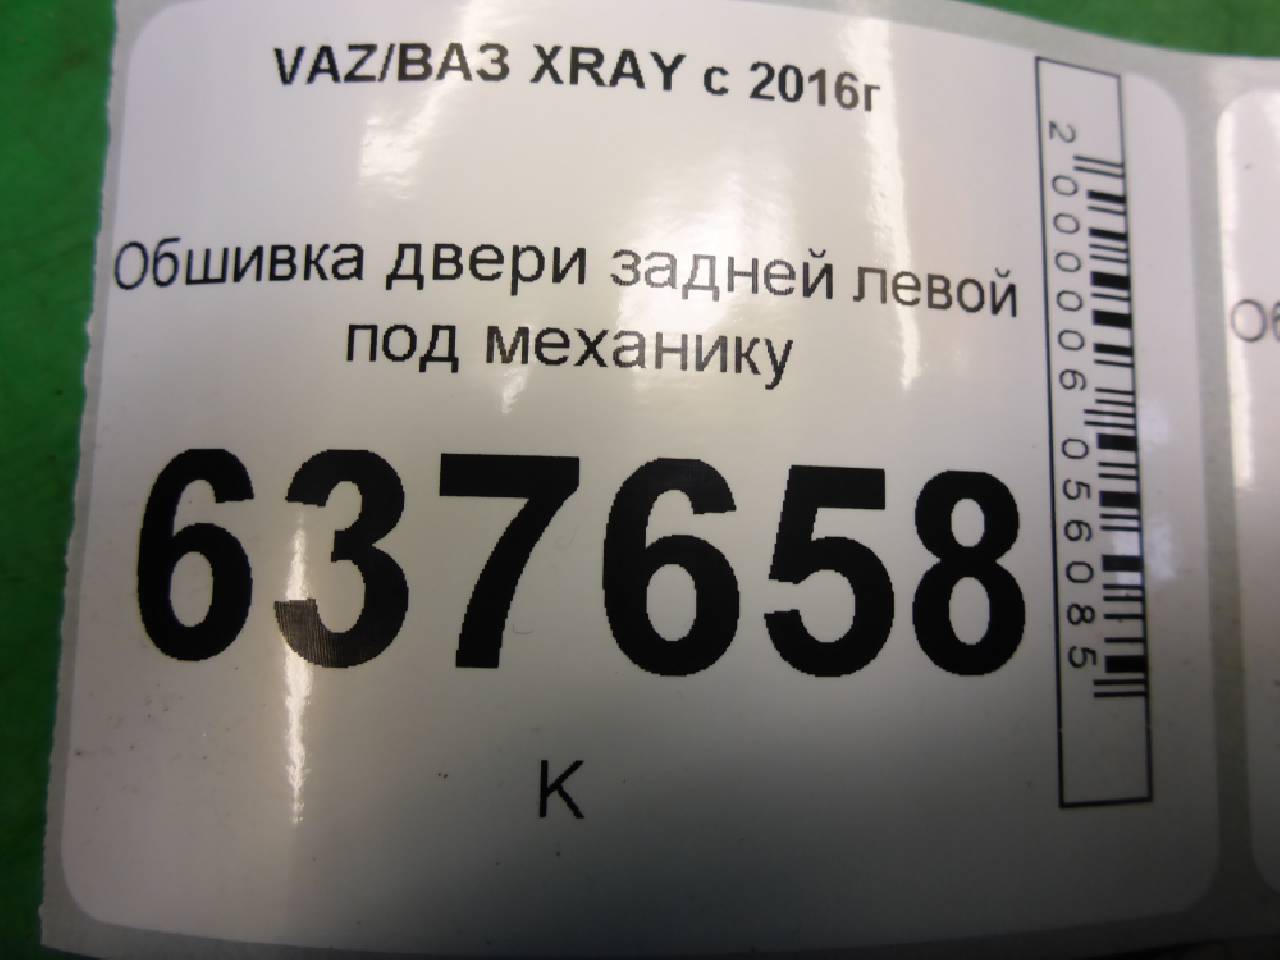 VAZ/ВАЗ XRAY с 2016г
Обшивка двери задней левой
под механику
637658
К
2000006056085